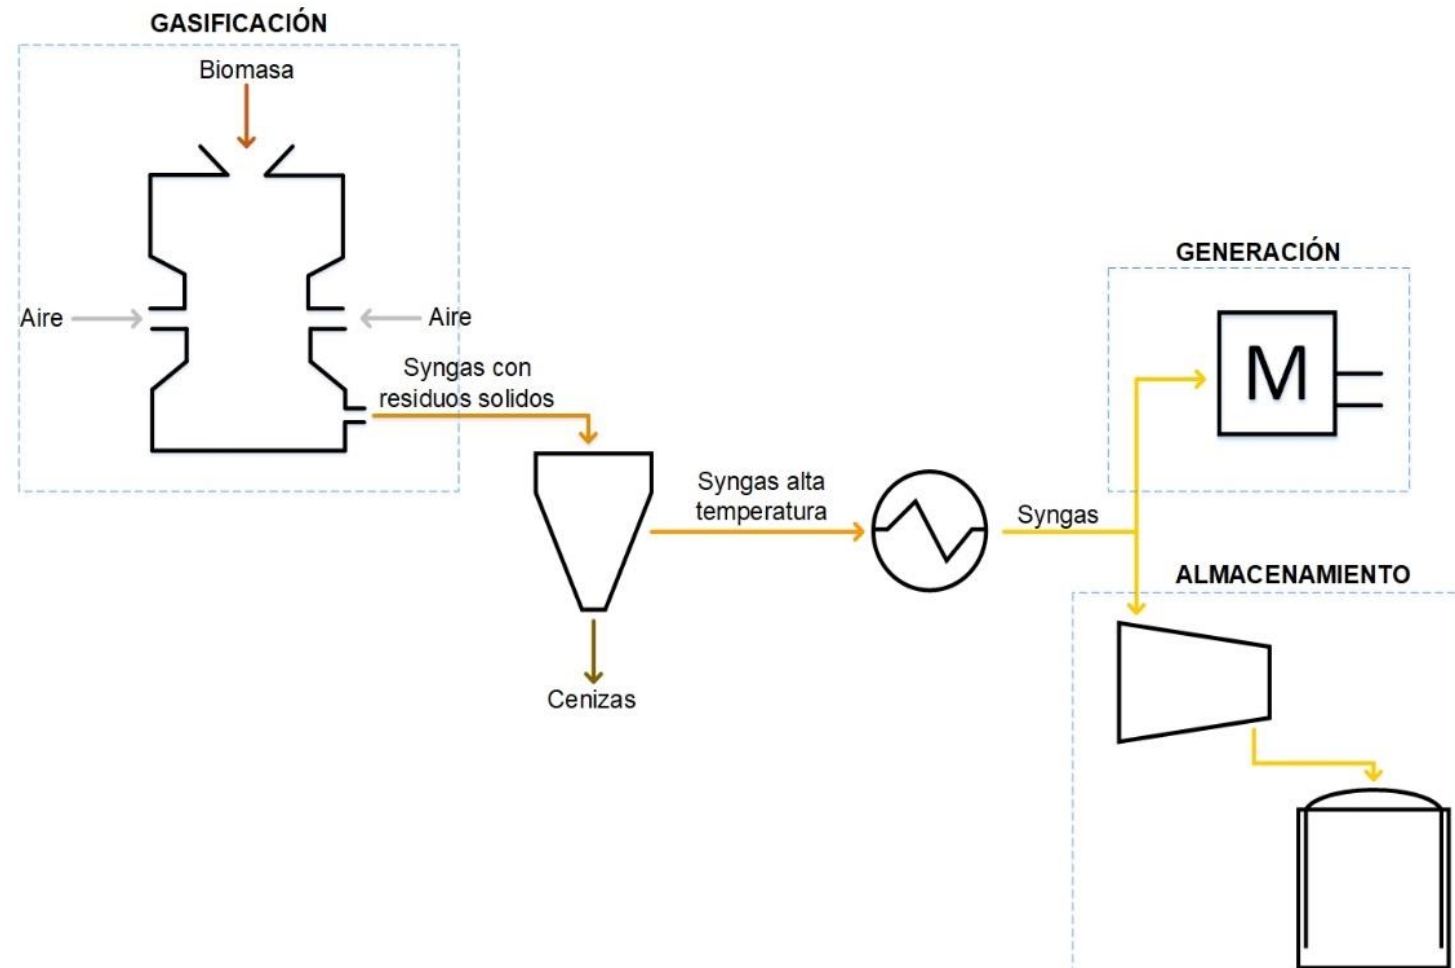 GASIFICACIÓN
Biomasa
Aire
Aire
Syngas con
residuos solidos
Syngas alta
temperatura
Cenizas
Syngas
GENERACIÓN
M
ALMACENAMIENTO